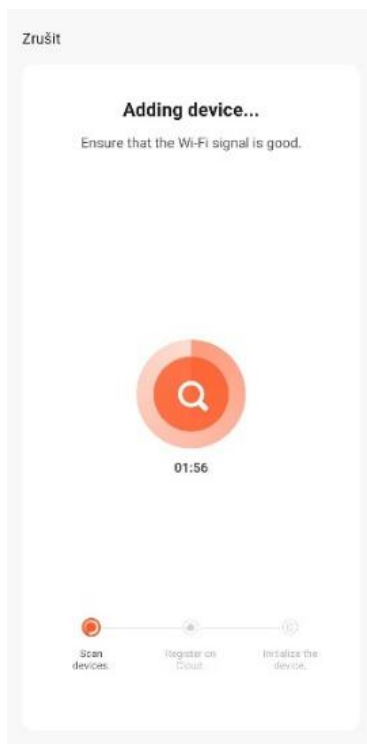 Zrušit
Adding device...
Ensure that the Wi-Fi signal is good.
01:56
Scan
devices.
Register on
Cloud.
Initialize the
device.